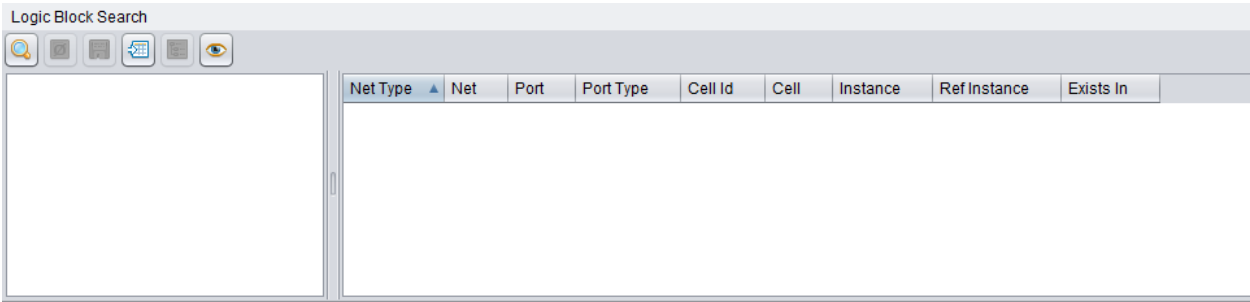 Logic Block Search
Net Type Net Port Port Type Cell Id Cell Instance Ref Instance Exists In